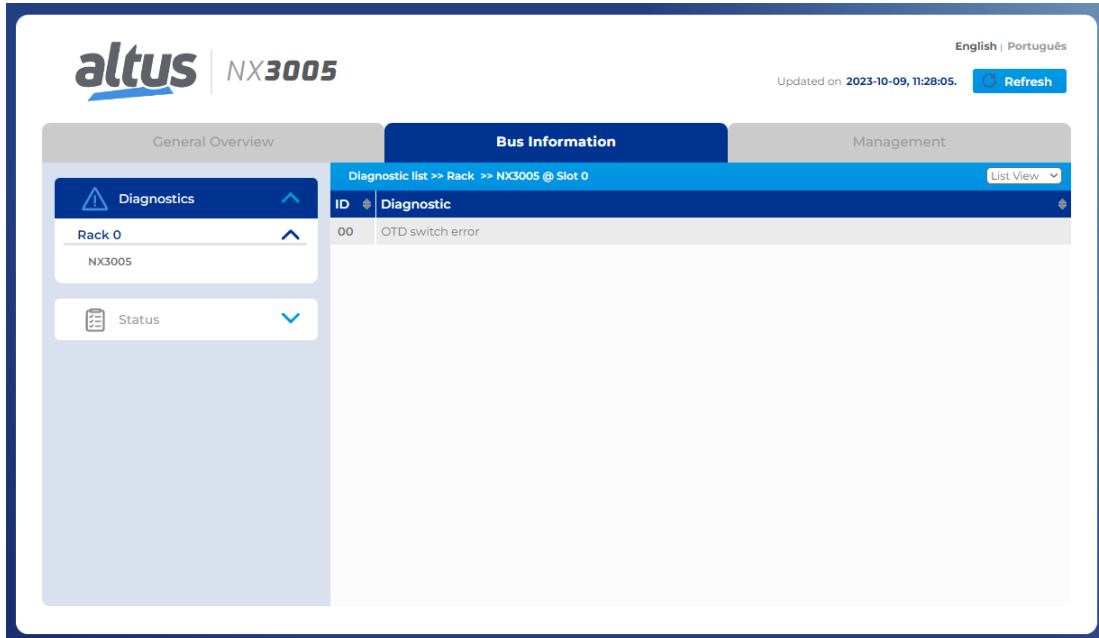 English | Português
altus NX3005
Updated on 2023-10-09, 11:28:05. Refresh
General Overview Bus Information Management
Diagnostic list >> Rack >> NX3005 @ Slot 0 List View
Diagnostics
ID Diagnostic
Rack 0
00 OTD switch error
NX3005
Status